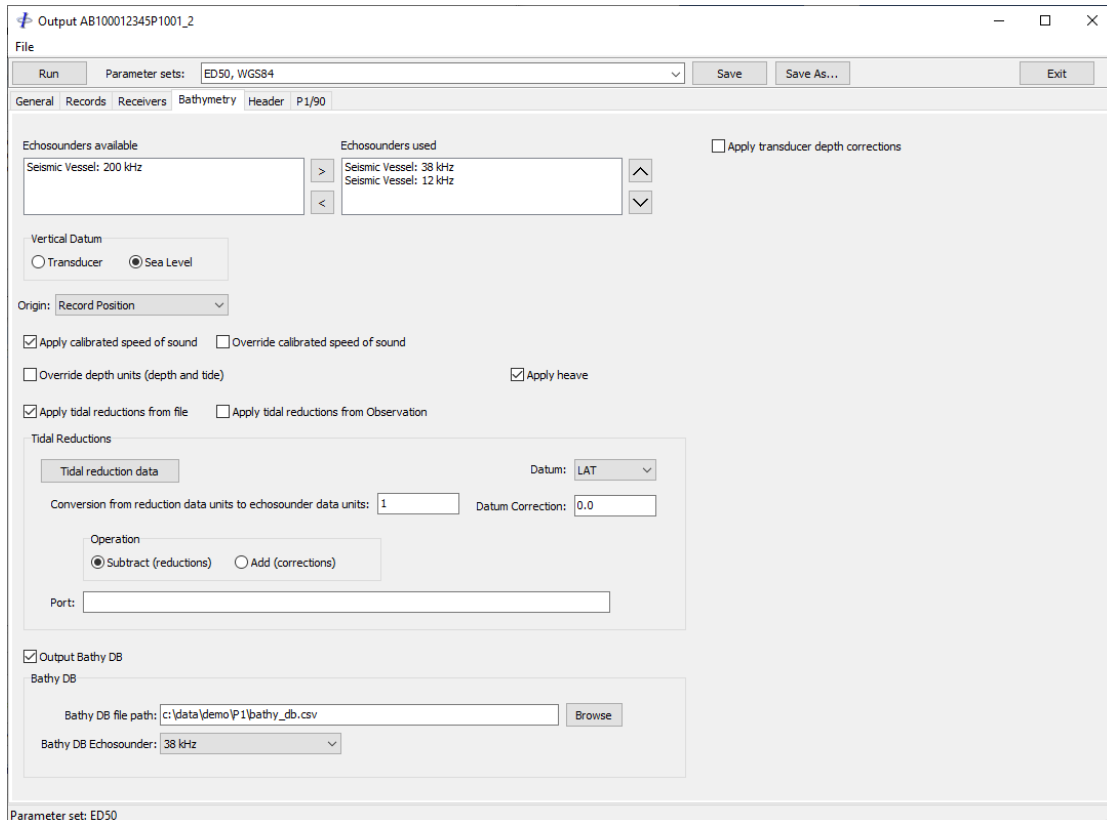 Output AB100012345P1001_2
File
Run Parameter sets: ED50, WGS84 Save Save As... Exit
General Records Receivers Bathymetry Header P1/90
Echosounders available Echosounders used
Apply transducer depth corrections
Seismic Vessel: 200 kHz > Seismic Vessel: 38 kHz
Seismic Vessel: 12 kHz
<
Vertical Datum
Transducer Sea Level
Origin: Record Position
Apply calibrated speed of sound Override calibrated speed of sound
Override depth units (depth and tide) Apply heave
Apply tidal reductions from file Apply tidal reductions from Observation
Tidal Reductions
Tidal reduction data Datum: LAT
Conversion from reduction data units to echosounder data units: 1 Datum Correction: 0.0
Operation
Subtract (reductions) Add (corrections)
Port:
Output Bathy DB
Bathy DB
Bathy DB file path: c:\data\demo\P1\bathy_db.csv Browse
Bathy DB Echosounder: 38 kHz
Parameter set: ED50